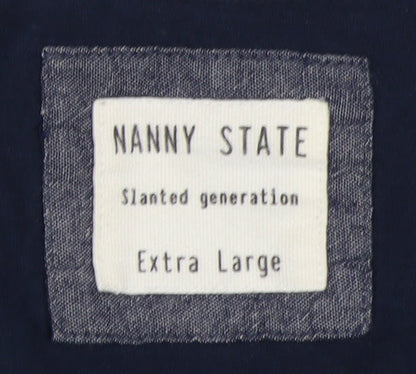 NANNY STATE
Slanted generation
Extra Large